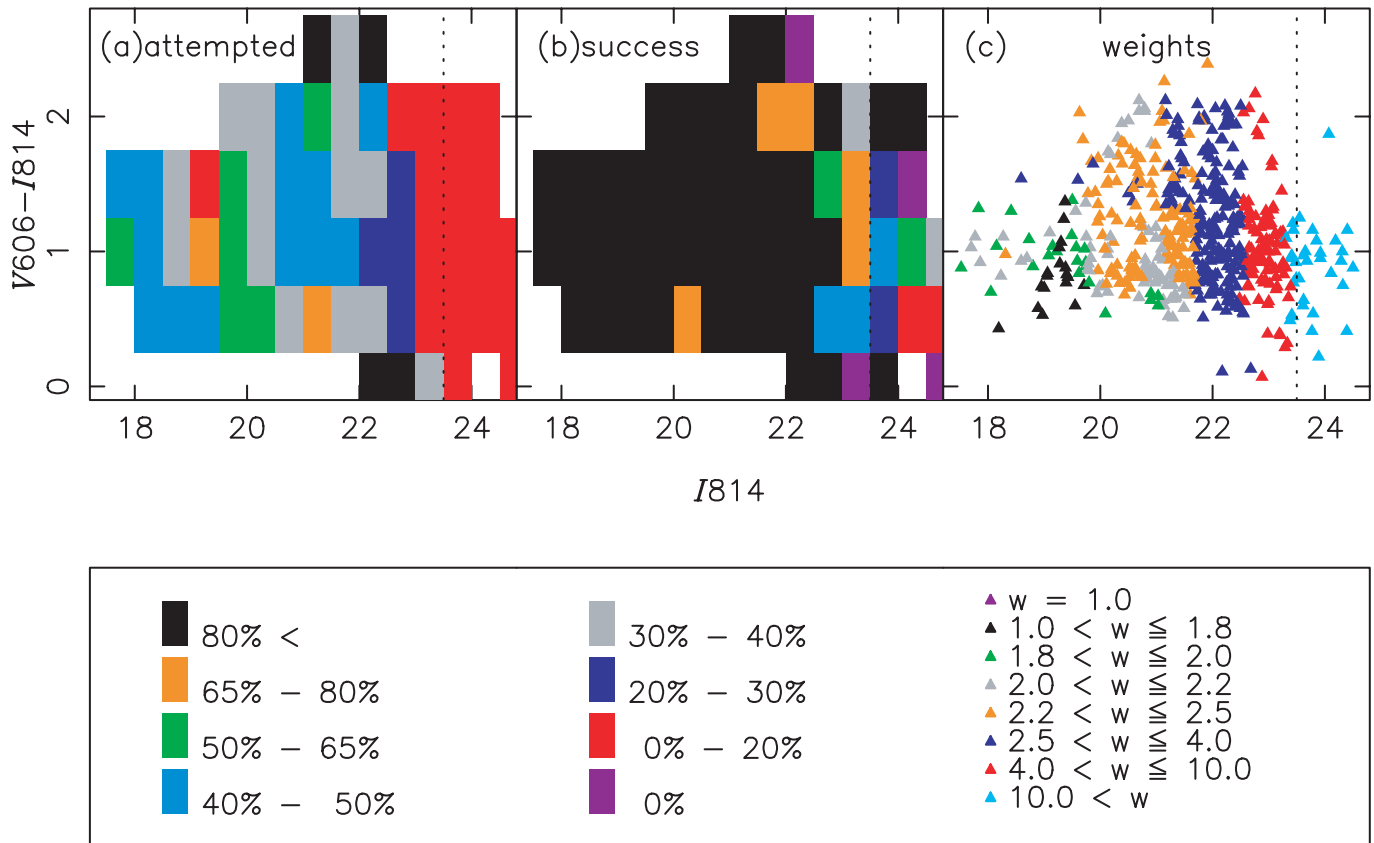 (a)attempted (b)success (c) weights
V606−I814
2
1
0
18 20 22 24 18 20 22 24 18 20 22 24
I814
80% <
65% − 80%
50% − 65%
40% − 50%
30% − 40%
20% − 30%
0% − 20%
0%
w = 1.0
1.0 < w ≦ 1.8
1.8 < w ≦ 2.0
2.0 < w ≦ 2.2
2.2 < w ≦ 2.5
2.5 < w ≦ 4.0
4.0 < w ≦ 10.0
10.0 < w